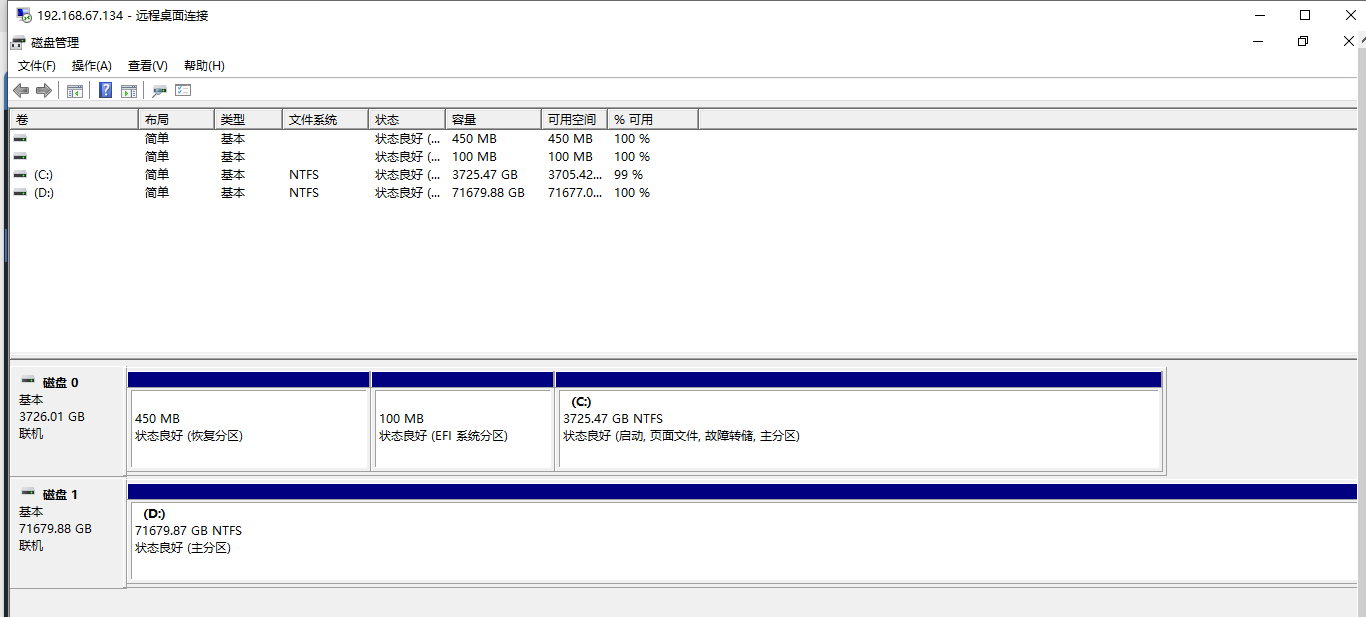 192.168.67.134 - 远程桌面连接
磁盘管理
文件(F) 操作(A) 查看(V) 帮助(H)
卷 布局 类型 文件系统 状态 容量 可用空间 % 可用
简单 基本 状态良好 (... 450 MB 450 MB 100 %
简单 基本 状态良好 (... 100 MB 100 MB 100 %
(C:) 简单 基本 NTFS 状态良好 (... 3725.47 GB 3705.42... 99 %
(D:) 简单 基本 NTFS 状态良好 (... 71679.88 GB 71677.0... 100 %
磁盘 0
基本
3726.01 GB
联机
450 MB
状态良好 (恢复分区)
100 MB
状态良好 (EFI 系统分区)
(C:)
3725.47 GB NTFS
状态良好 (启动, 页面文件, 故障转储, 主分区)
磁盘 1
基本
71679.88 GB
联机
(D:)
71679.87 GB NTFS
状态良好 (主分区)